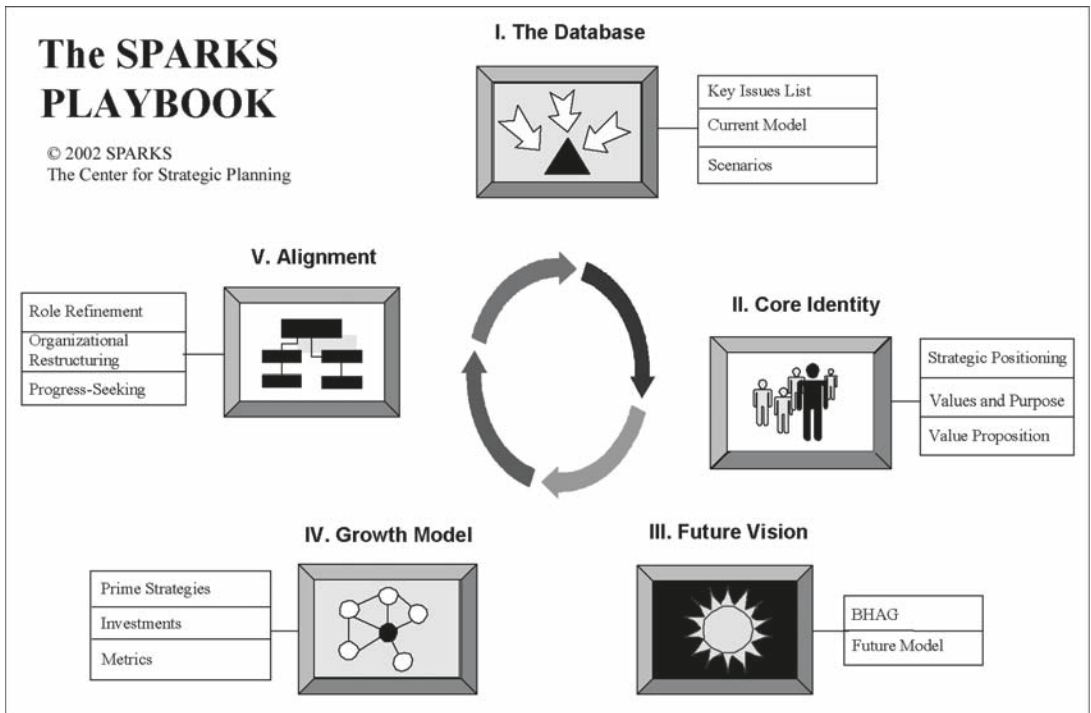 The SPARKS
PLAYBOOK
© 2002 SPARKS
The Center for Strategic Planning
I. The Database
Key Issues List
Current Model
Scenarios
II. Core Identity
Strategic Positioning
Values and Purpose
Value Proposition
III. Future Vision
BHAG
Future Model
IV. Growth Model
Prime Strategies
Investments
Metrics
V. Alignment
Role Refinement
Organizational
Restructuring
Progress-Seeking